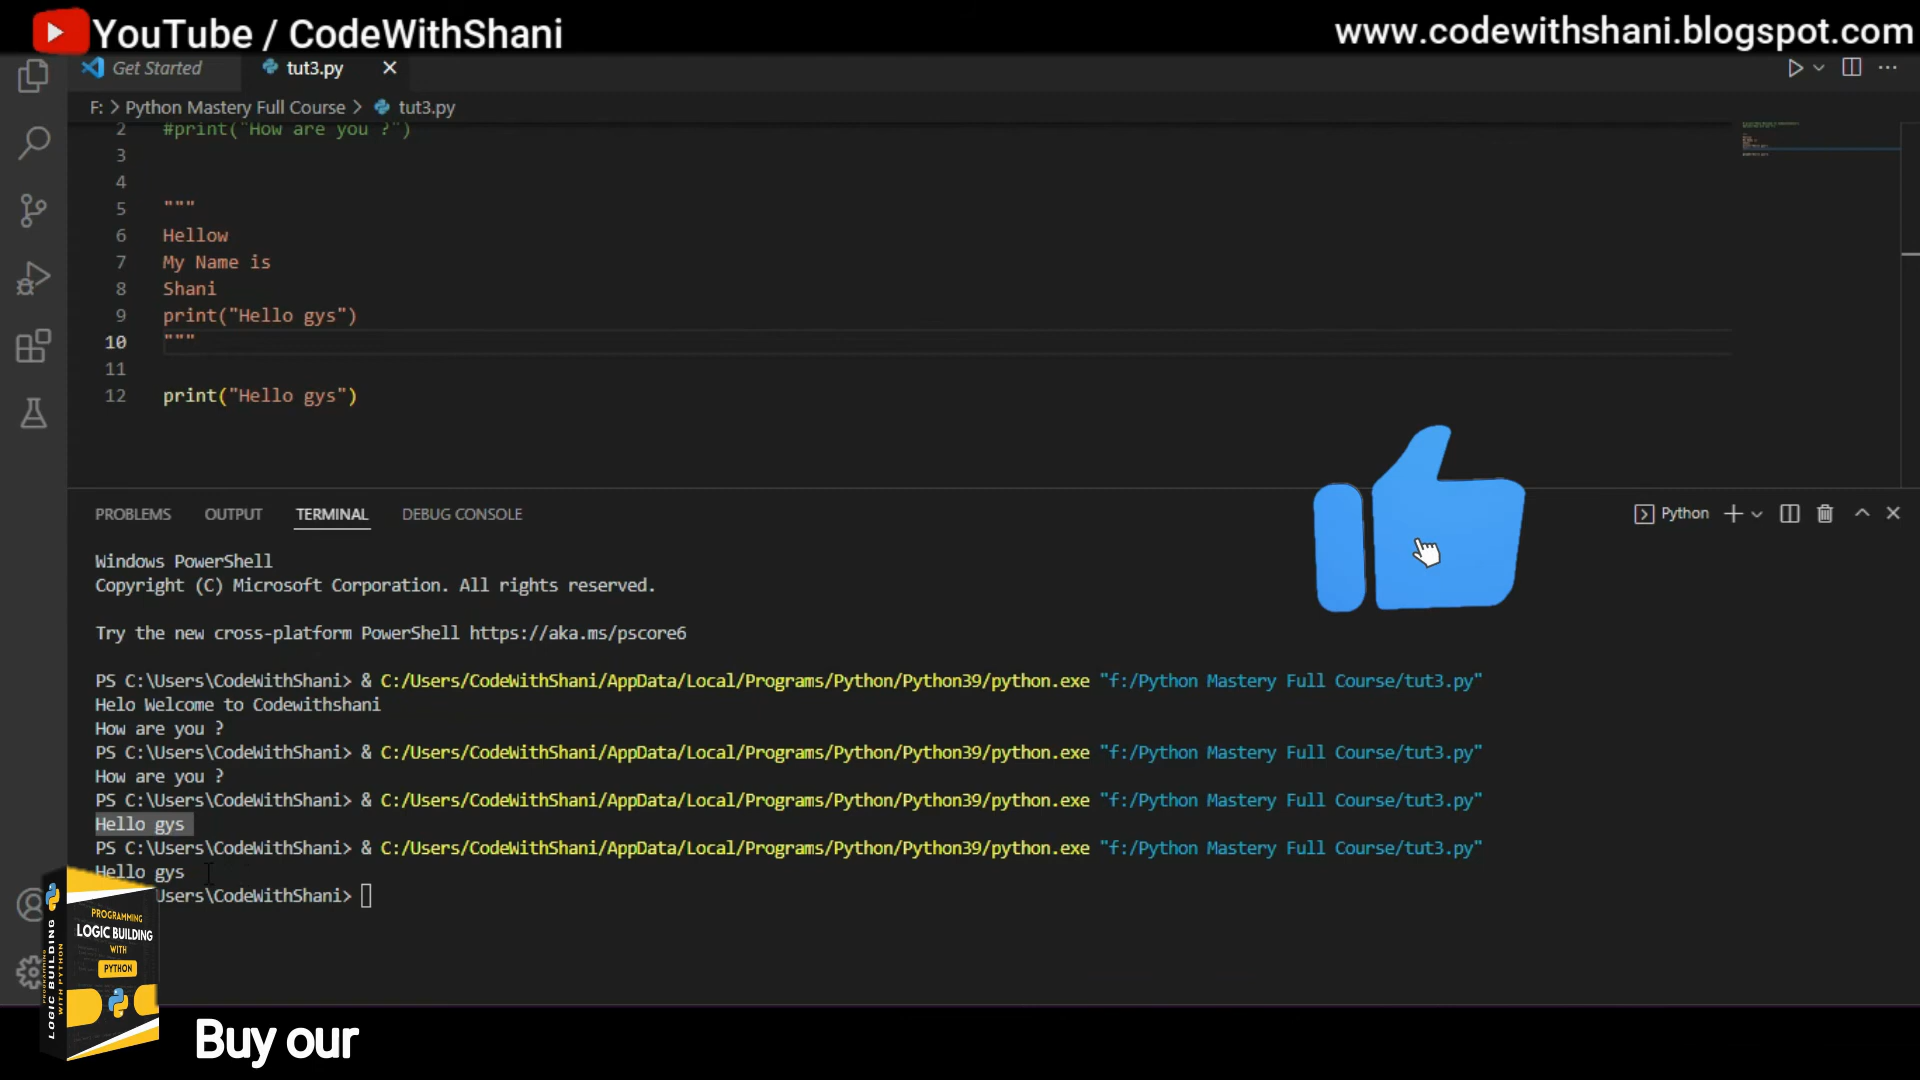 YouTube / CodeWithShani
www.codewithshani.blogspot.com
Get Started
tut3.py
F: > Python Mastery Full Course > tut3.py
2 #print("How are you ?")
3
4
5 """
6 Hellow
7 My Name is
8 Shani
9 print("Hello gys")
10 """
11
12 print("Hello gys")
PROBLEMS OUTPUT TERMINAL DEBUG CONSOLE
Python
Windows PowerShell
Copyright (C) Microsoft Corporation. All rights reserved.
Try the new cross-platform PowerShell https://aka.ms/pscore6
PS C:\Users\CodeWithShani> & C:/Users/CodeWithShani/AppData/Local/Programs/Python/Python39/python.exe "f:/Python Mastery Full Course/tut3.py"
Helo Welcome to Codewithshani
How are you ?
PS C:\Users\CodeWithShani> & C:/Users/CodeWithShani/AppData/Local/Programs/Python/Python39/python.exe "f:/Python Mastery Full Course/tut3.py"
How are you ?
PS C:\Users\CodeWithShani> & C:/Users/CodeWithShani/AppData/Local/Programs/Python/Python39/python.exe "f:/Python Mastery Full Course/tut3.py"
Hello gys
PS C:\Users\CodeWithShani> & C:/Users/CodeWithShani/AppData/Local/Programs/Python/Python39/python.exe "f:/Python Mastery Full Course/tut3.py"
Hello gys
Users\CodeWithShani>
PROGRAMMING
LOGIC BUILDING
WITH
PYTHON
LOGIC BUILDING
WITH PYTHON
Buy our